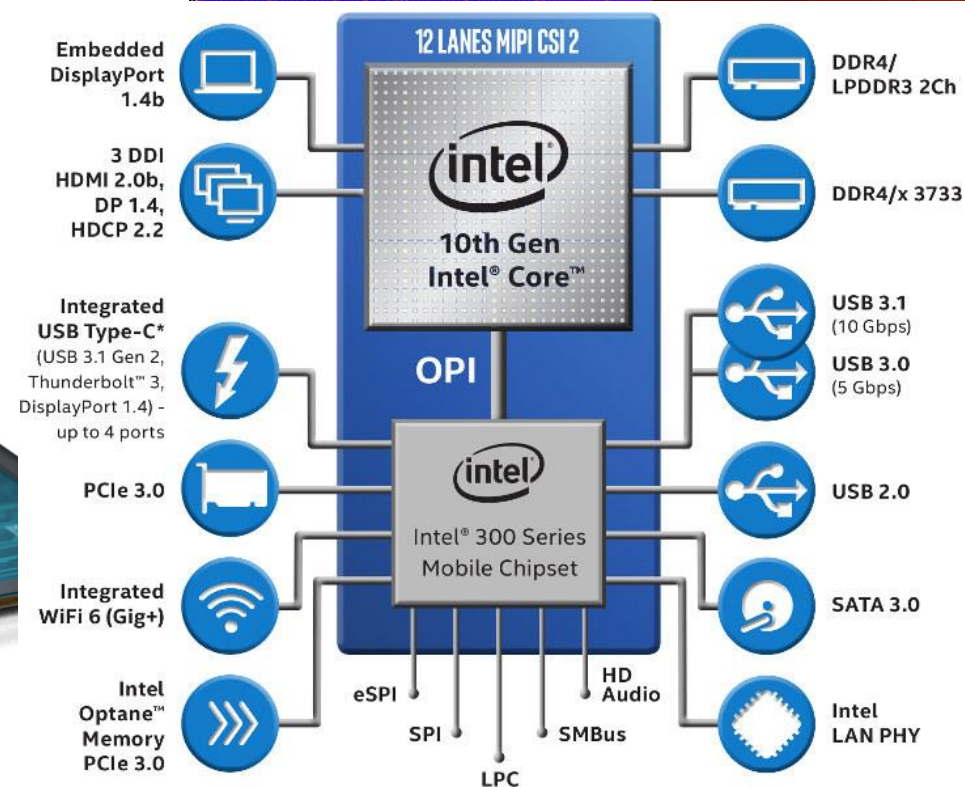 12 LANES MIPI CSI 2
Embedded
DisplayPort
1.4b
3 DDI
HDMI 2.0b,
DP 1.4,
HDCP 2.2
Integrated
USB Type-C*
(USB 3.1 Gen 2,
Thunderbolt™ 3,
DisplayPort 1.4) -
up to 4 ports
PCIe 3.0
Integrated
WiFi 6 (Gig+)
Intel
Optane™
Memory
PCIe 3.0
intel
10th Gen
Intel® Core™
OPI
intel
Intel® 300 Series
Mobile Chipset
eSPI
SPI
LPC
SMBus
HD
Audio
DDR4/
LPDDR3 2Ch
DDR4/x 3733
USB 3.1
(10 Gbps)
USB 3.0
(5 Gbps)
USB 2.0
SATA 3.0
Intel
LAN PHY